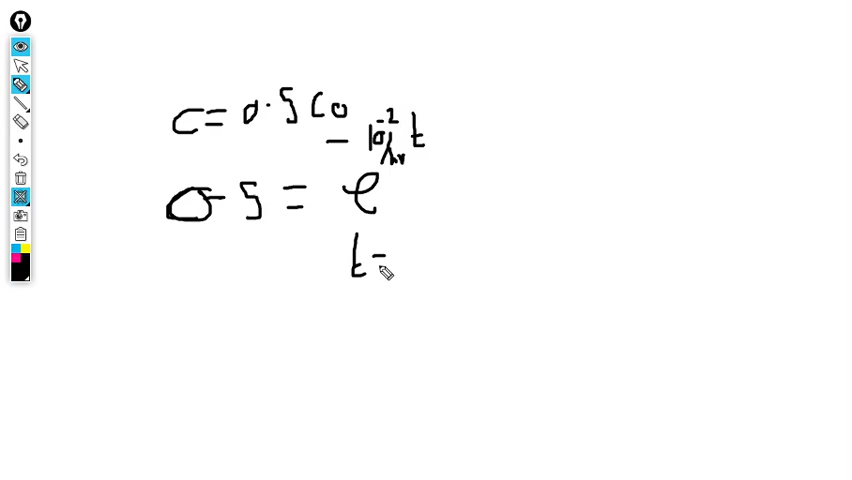 C = 0.5 C0
0.5 = e^-10^-2/hr t
t =